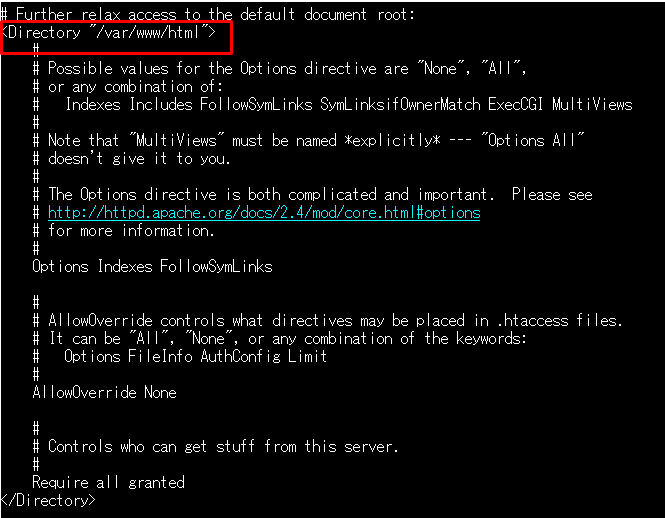 # Further relax access to the default document root:
<Directory "/var/www/html">
#
# Possible values for the Options directive are "None", "All",
# or any combination of:
#   Indexes Includes FollowSymLinks SymLinksifOwnerMatch ExecCGI MultiViews
#
# Note that "MultiViews" must be named *explicitly* --- "Options All"
# doesn't give it to you.
#
# The Options directive is both complicated and important.  Please see
# http://httpd.apache.org/docs/2.4/mod/core.html#options
# for more information.
#
Options Indexes FollowSymLinks
#
# AllowOverride controls what directives may be placed in .htaccess files.
# It can be "All", "None", or any combination of the keywords:
#   Options FileInfo AuthConfig Limit
#
AllowOverride None
#
# Controls who can get stuff from this server.
#
Require all granted
</Directory>